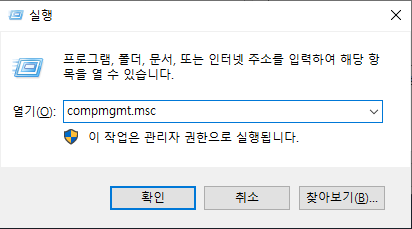 실행
프로그램, 폴더, 문서, 또는 인터넷 주소를 입력하여 해당 항
목을 열 수 있습니다.
열기(O): compmgmt.msc
이 작업은 관리자 권한으로 실행됩니다.
확인 취소 찾아보기(B)...